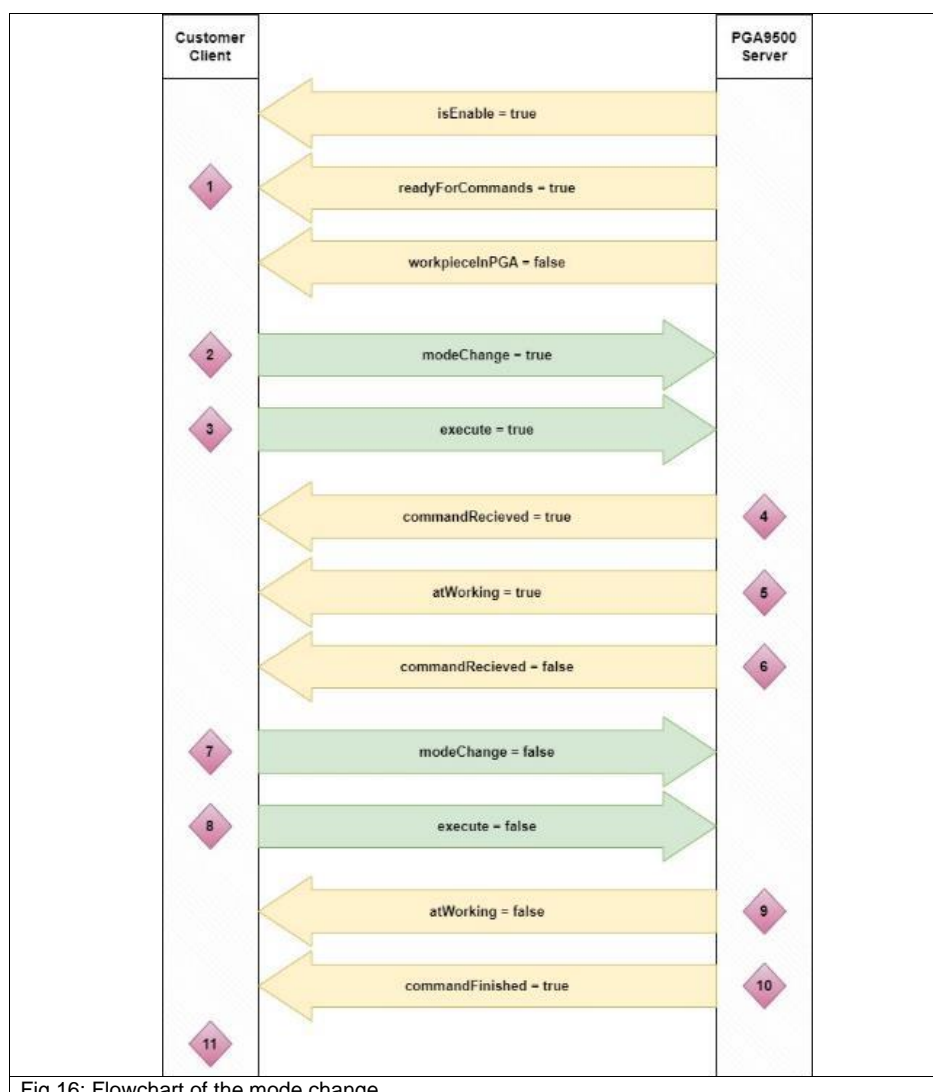 Customer
Client
PGA9500
Server
isEnable = true
1
readyForCommands = true
workpieceInPGA = false
2
modeChange = true
3
execute = true
commandRecieved = true
4
atWorking = true
5
commandRecieved = false
6
7
modeChange = false
8
execute = false
atWorking = false
9
commandFinished = true
10
11
Fig.16: Flowchart of the mode change